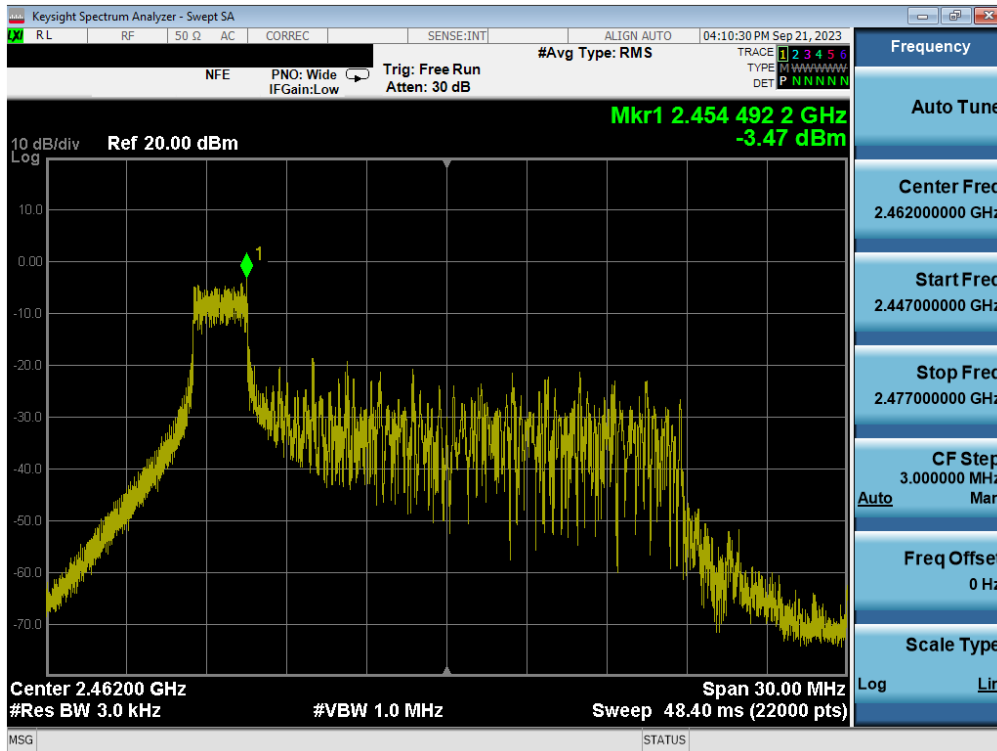 Keysight Spectrum Analyzer - Swept SA
LXI RL RF 50 Ω AC CORREC SENSE:INT ALIGN AUTO 04:10:30 PM Sep 21, 2023
NFE PNO: Wide IFGain:Low Trig: Free Run Atten: 30 dB #Avg Type: RMS
TRACE 1 2 3 4 5 6
TYPE M WWWWW
DET P N N N N N
Mkr1 2.454 492 2 GHz
-3.47 dBm
10 dB/div Ref 20.00 dBm
Log
10.0
0.00
-10.0
-20.0
-30.0
-40.0
-50.0
-60.0
-70.0
1
Center 2.46200 GHz Span 30.00 MHz
#Res BW 3.0 kHz #VBW 1.0 MHz Sweep 48.40 ms (22000 pts)
MSG STATUS
Frequency
Auto Tune
Center Freq
2.462000000 GHz
Start Freq
2.447000000 GHz
Stop Freq
2.477000000 GHz
CF Step
3.000000 MHz
Auto Man
Freq Offset
0 Hz
Scale Type
Log Lin